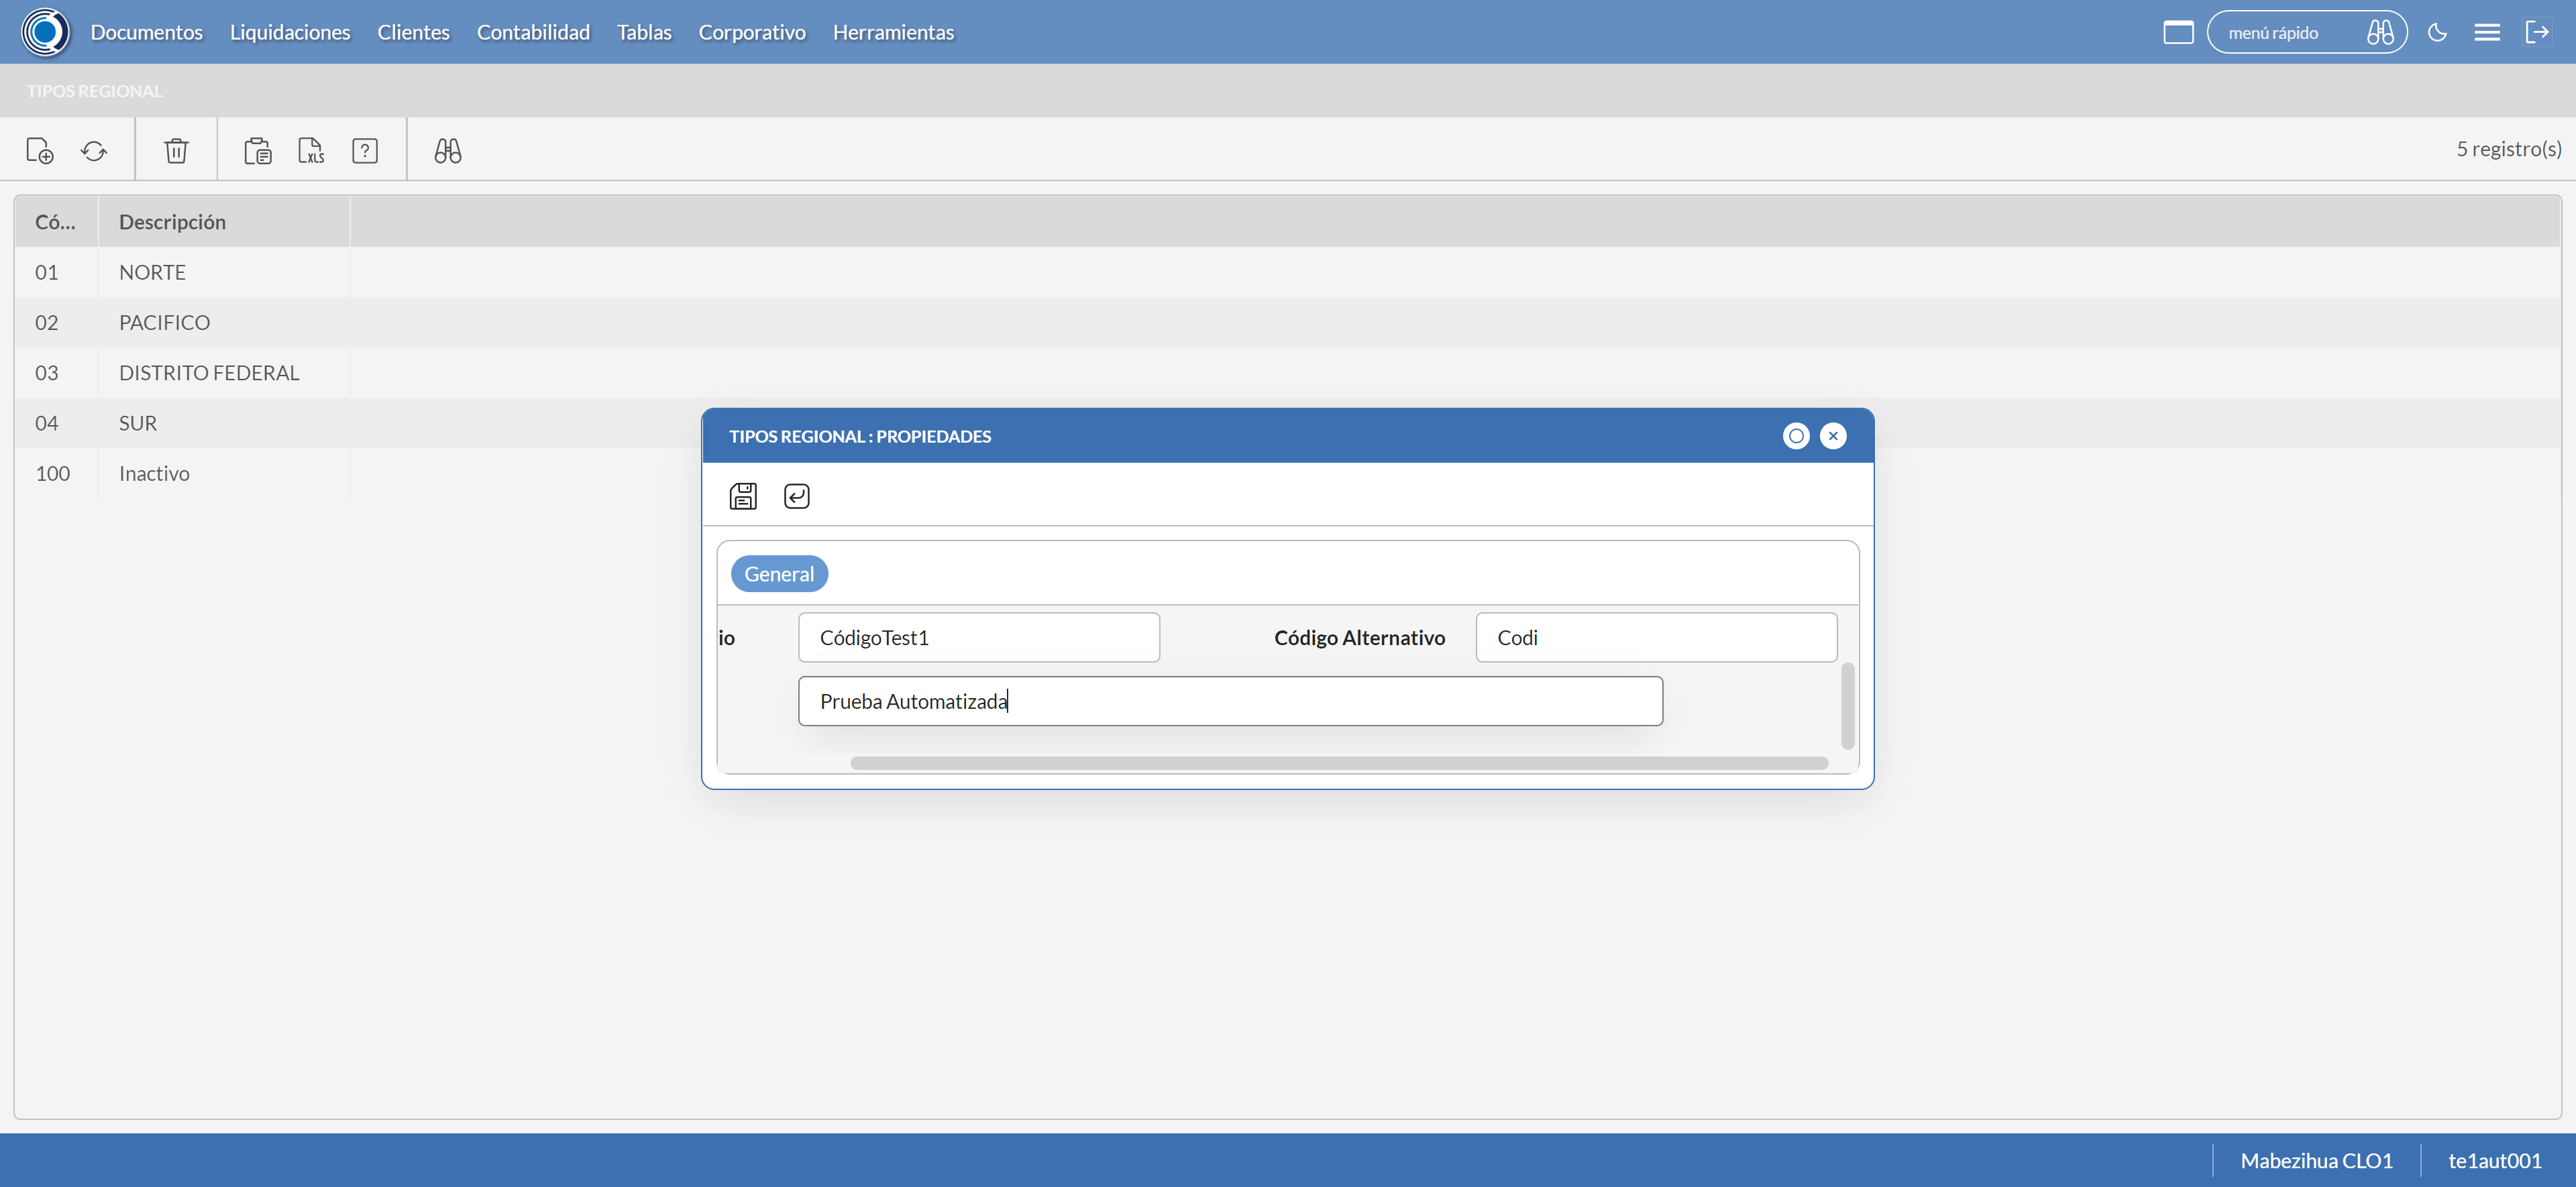 Documentos Liquidaciones Clientes Contabilidad Tablas Corporativo Herramientas menú rápido
TIPOS REGIONAL
XLS ? 5 registro(s)
Có... Descripción
01 NORTE
02 PACIFICO
03 DISTRITO FEDERAL
04 SUR
100 Inactivo
TIPOS REGIONAL : PROPIEDADES
General
io CódigoTest1 Código Alternativo Codi
Prueba Automatizada
Mabezihua CLO1 te1aut001